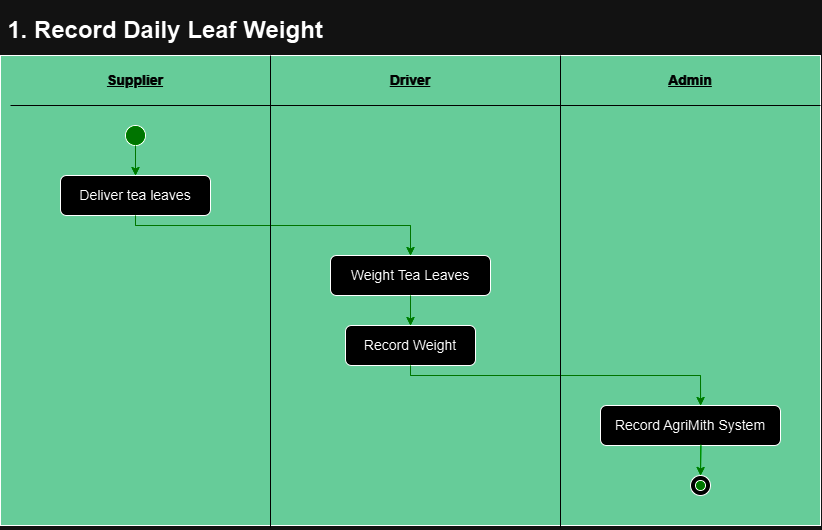 1. Record Daily Leaf Weight
Supplier
Driver
Admin
Deliver tea leaves
Weight Tea Leaves
Record Weight
Record AgriMith System